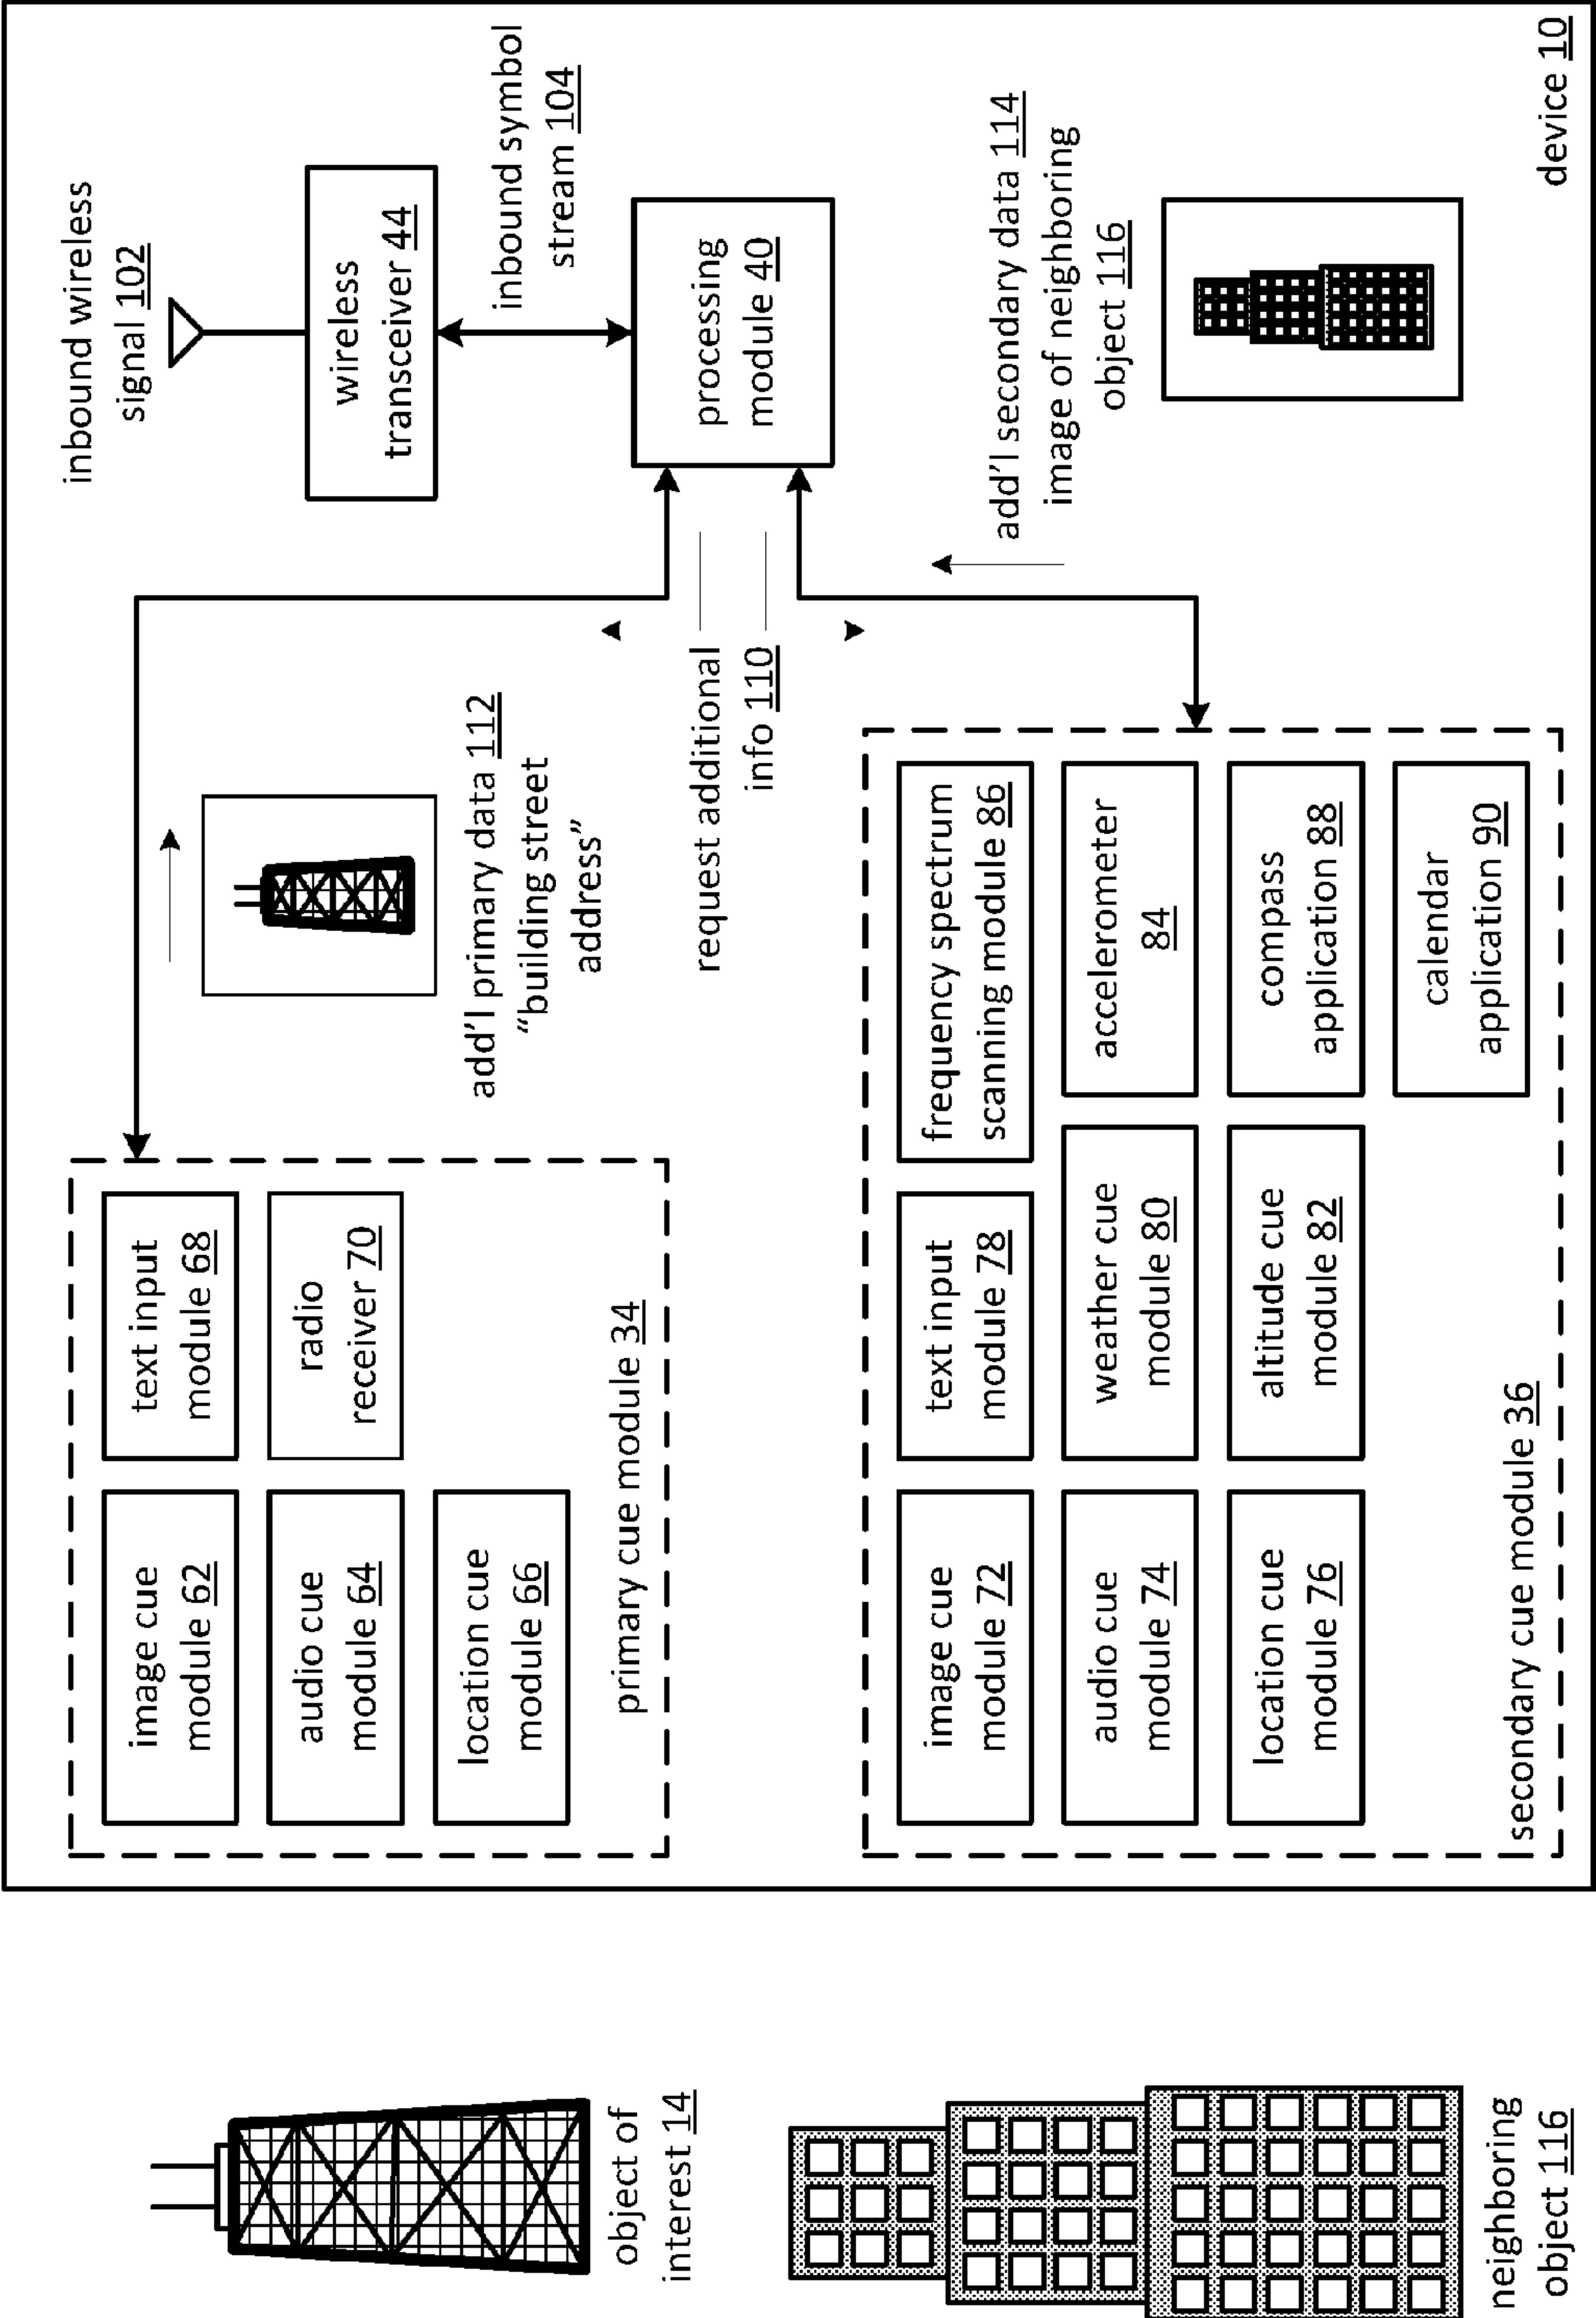 object of
interest 14
neighboring
object 116
image cue
module 62
text input
module 68
audio cue
module 64
radio
receiver 70
location cue
module 66
primary cue module 34
add'l primary data 112
“building street
address”
inbound wireless
signal 102
wireless
transceiver 44
inbound symbol
stream 104
processing
module 40
request additional
info 110
image cue
module 72
text input
module 78
frequency spectrum
scanning module 86
audio cue
module 74
weather cue
module 80
accelerometer
84
location cue
module 76
altitude cue
module 82
compass
application 88
calendar
application 90
secondary cue module 36
add'l secondary data 114
image of neighboring
object 116
device 10